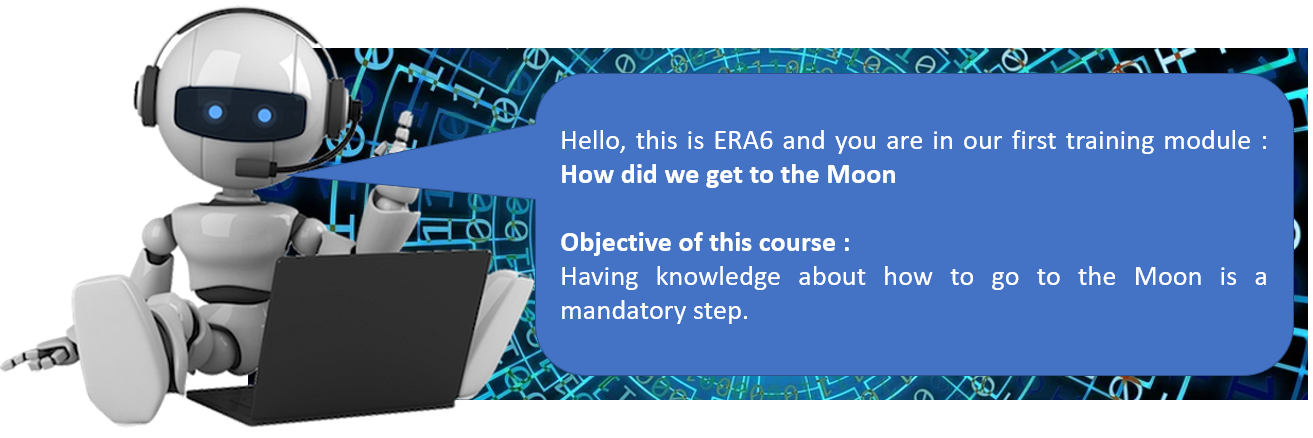 Hello, this is ERA6 and you are in our first training module :
How did we get to the Moon
Objective of this course :
Having knowledge about how to go to the Moon is a
mandatory step.